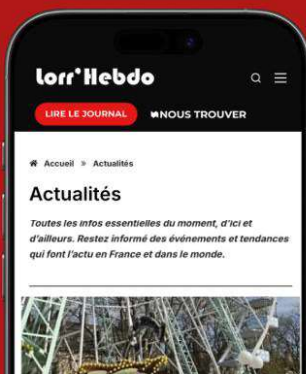 Lorr'Hebdo
LIRE LE JOURNAL NOUS TROUVER
Accueil » Actualités
Actualités
Toutes les infos essentielles du moment, d'ici et
d'ailleurs. Restez informé des événements et tendances
qui font l'actu en France et dans le monde.